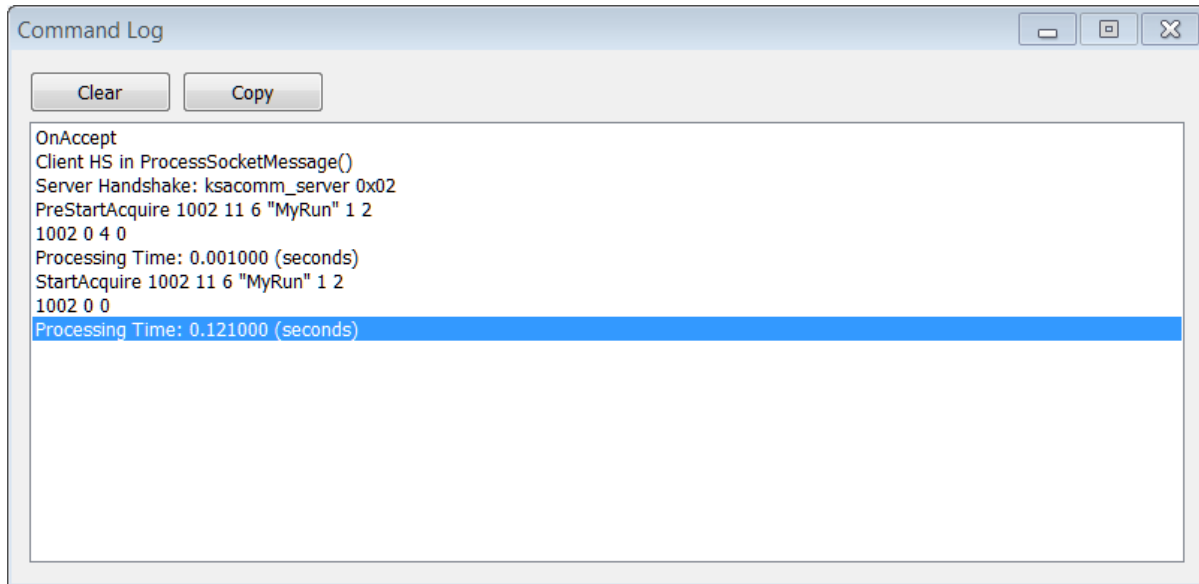 Command Log
Clear Copy
OnAccept
Client HS in ProcessSocketMessage()
Server Handshake: ksacomm_server 0x02
PreStartAcquire 1002 11 6 "MyRun" 1 2
1002 0 4 0
Processing Time: 0.001000 (seconds)
StartAcquire 1002 11 6 "MyRun" 1 2
1002 0 0
Processing Time: 0.121000 (seconds)